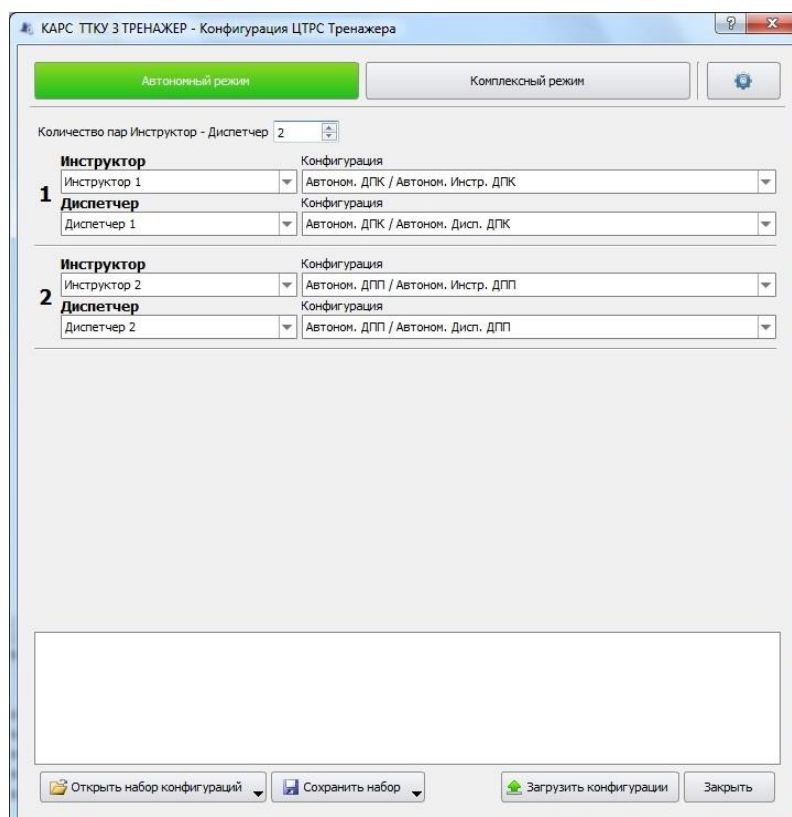 КАРС ТТКУ 3 ТРЕНАЖЕР - Конфигурация ЦТРС Тренажера
Автономный режим Комплексный режим
Количество пар Инструктор - Диспетчер 2
Инструктор Конфигурация
1 Инструктор 1 Автоном. ДПК / Автоном. Инстр. ДПК
Диспетчер Конфигурация
Диспетчер 1 Автоном. ДПК / Автоном. Дисп. ДПК
Инструктор Конфигурация
2 Инструктор 2 Автоном. ДПП / Автоном. Инстр. ДПП
Диспетчер Конфигурация
Диспетчер 2 Автоном. ДПП / Автоном. Дисп. ДПП
Открыть набор конфигураций Сохранить набор Загрузить конфигурации Закрыть